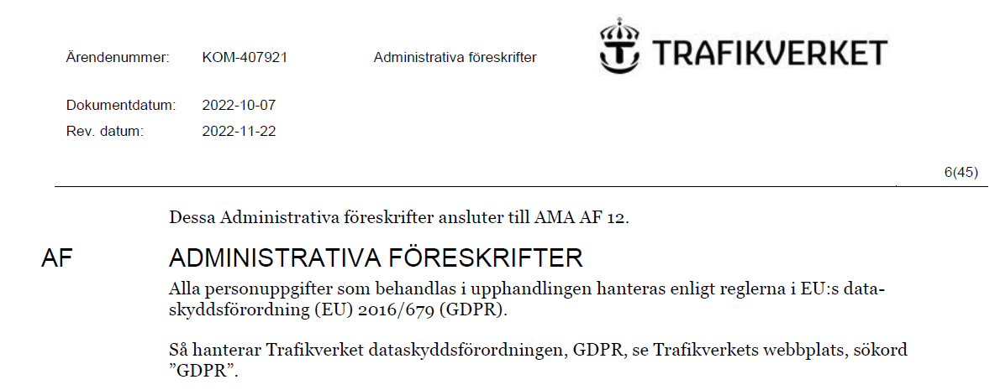 TRAFIKVERKET
Ärendenummer: KOM-407921 Administrativa föreskrifter
Dokumentdatum: 2022-10-07
Rev. datum: 2022-11-22
6(45)
Dessa Administrativa föreskrifter ansluter till AMA AF 12.
AF ADMINISTRATIVA FÖRESKRIFTER
Alla personuppgifter som behandlas i upphandlingen hanteras enligt reglerna i EU:s data-
skyddsförordning (EU) 2016/679 (GDPR).
Så hanterar Trafikverket dataskyddsförordningen, GDPR, se Trafikverkets webbplats, sökord
”GDPR”.